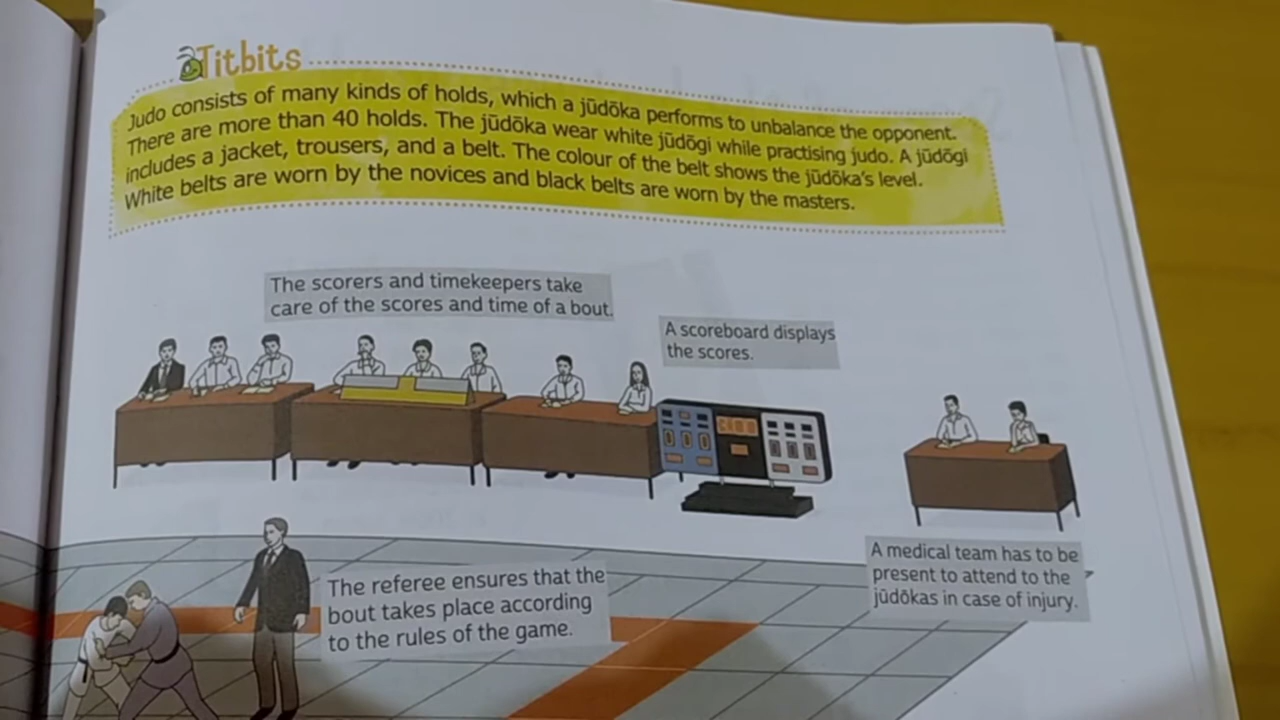 Titbits
Judo consists of many kinds of holds, which a jūdōka performs to unbalance the opponent.
There are more than 40 holds. The jūdōka wear white jūdōgi while practising judo. A jūdōgi
includes a jacket, trousers, and a belt. The colour of the belt shows the jūdōka's level.
White belts are worn by the novices and black belts are worn by the masters.
The scorers and timekeepers take
care of the scores and time of a bout.
A scoreboard displays
the scores.
The referee ensures that the
bout takes place according
to the rules of the game.
A medical team has to be
present to attend to the
jūdōkas in case of injury.